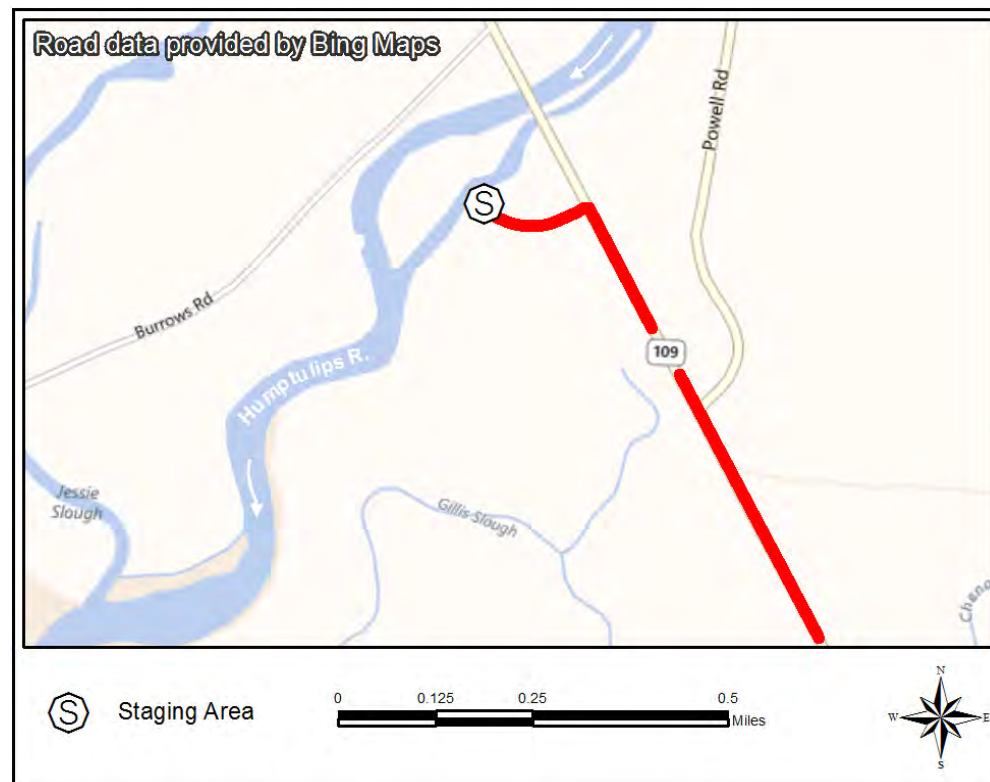 Road data provided by Bing Maps
Powell Rd
Burrows Rd
109
Humptulips R.
Jessie
Slough
Gillis Slough
Chano
S
S
Staging Area
0
0.125
0.25
0.5
Miles
N
W
E
S